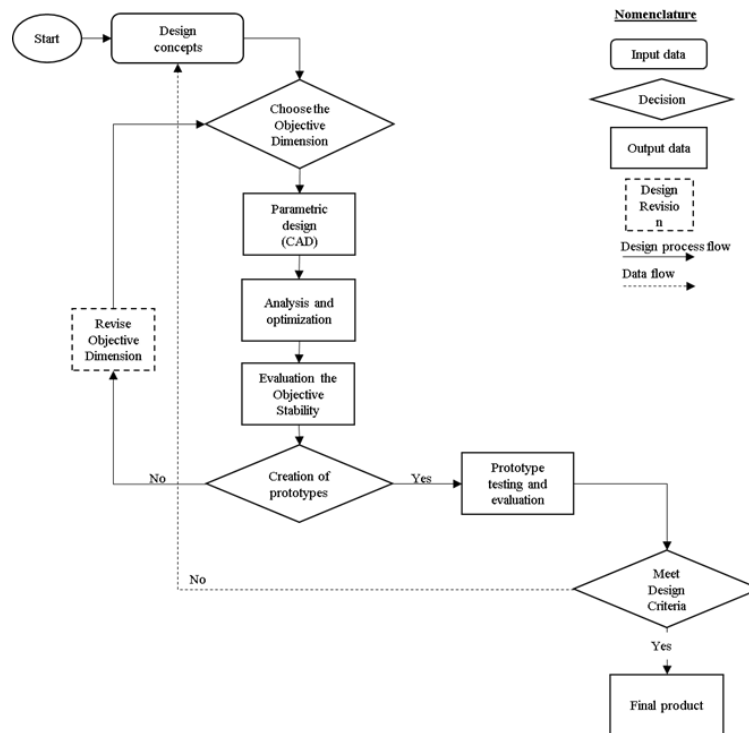 Start
Design
concepts
Choose the
Objective
Dimension
Parametric
design
(CAD)
Analysis and
optimization
Revise
Objective
Dimension
Evaluation the
Objective
Stability
No
Creation of
prototypes
Yes
Prototype
testing and
evaluation
No
Meet
Design
Criteria
Yes
Final product
Nomenclature
Input data
Decision
Output data
Design
Revisio
n
Design process flow
Data flow